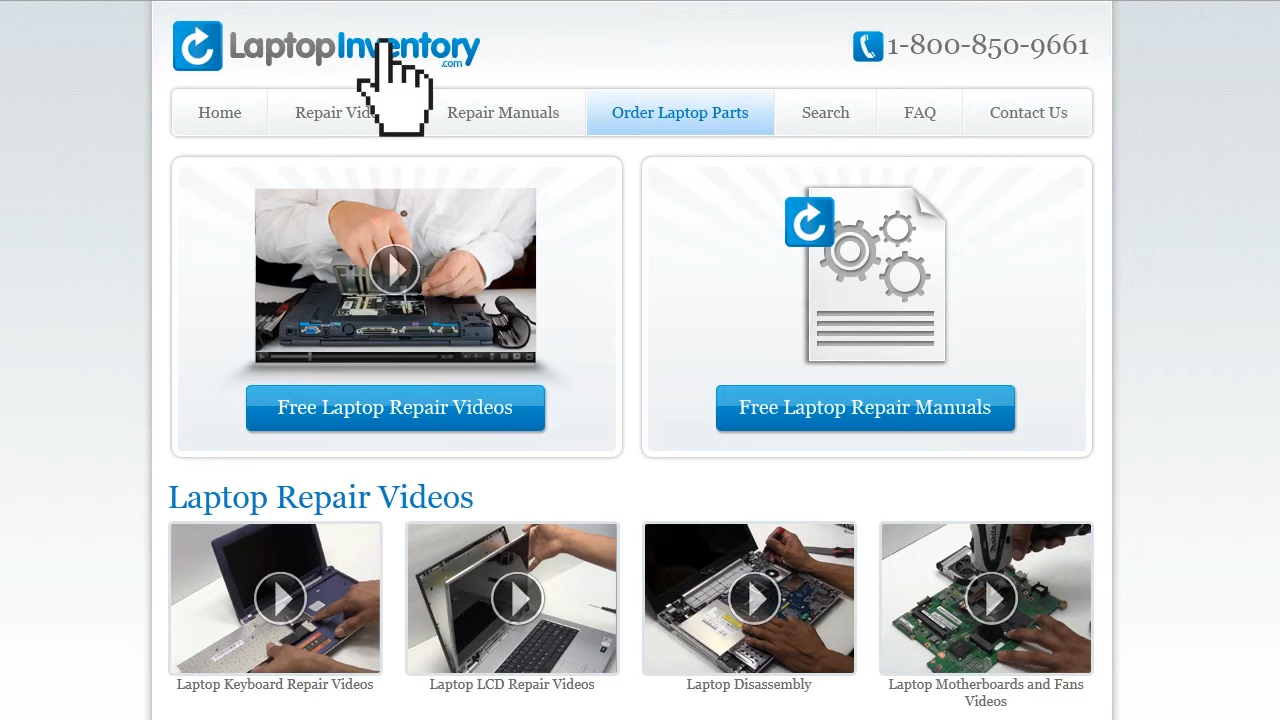 LaptopInventory
.com
1-800-850-9661
Home
Repair Manuals
Order Laptop Parts
Search
FAQ
Contact Us
Free Laptop Repair Videos
Free Laptop Repair Manuals
Laptop Repair Videos
Laptop Keyboard Repair Videos
Laptop LCD Repair Videos
Laptop Disassembly
Laptop Motherboards and Fans
Videos